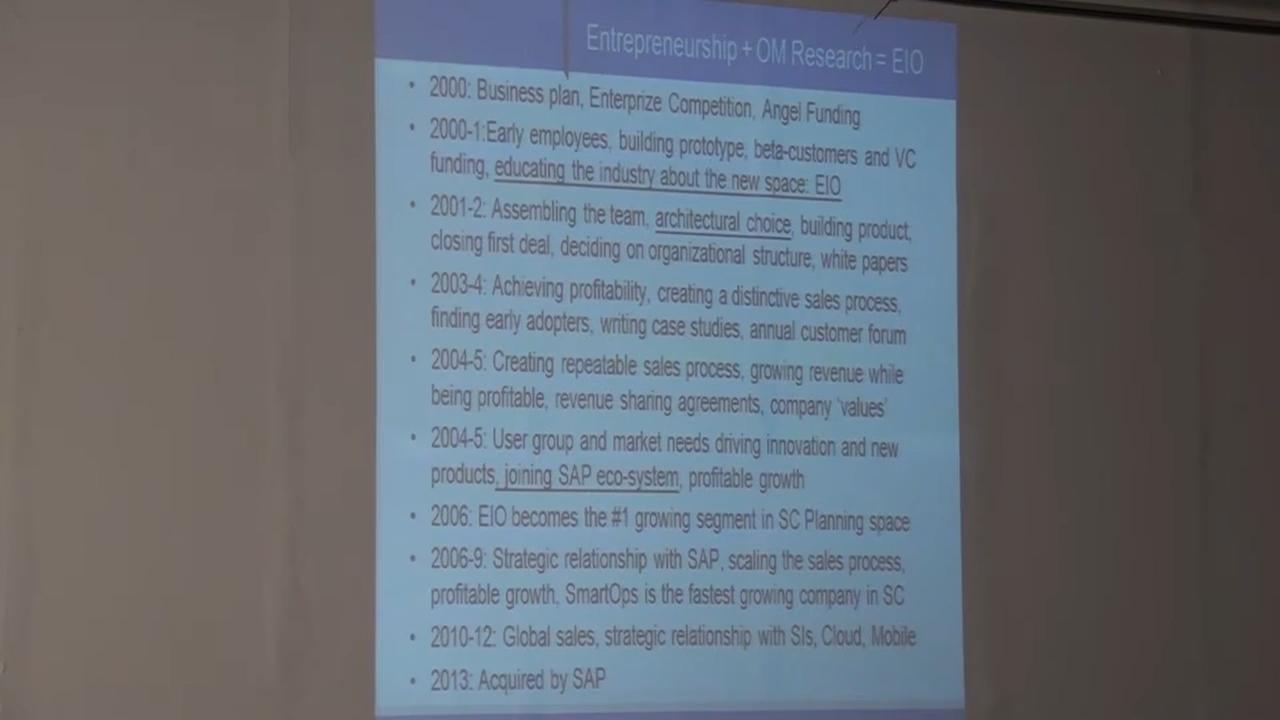 Entrepreneurship + OM Research = EIO
• 2000: Business plan, Enterprize Competition, Angel Funding
• 2000-1:Early employees, building prototype, beta-customers and VC
funding, educating the industry about the new space: EIO
• 2001-2: Assembling the team, architectural choice, building product,
closing first deal, deciding on organizational structure, white papers
• 2003-4: Achieving profitability, creating a distinctive sales process,
finding early adopters, writing case studies, annual customer forum
• 2004-5: Creating repeatable sales process, growing revenue while
being profitable, revenue sharing agreements, company 'values'
• 2004-5: User group and market needs driving innovation and new
products, joining SAP eco-system, profitable growth
• 2006: EIO becomes the #1 growing segment in SC Planning space
• 2006-9: Strategic relationship with SAP, scaling the sales process,
profitable growth, SmartOps is the fastest growing company in SC
• 2010-12: Global sales, strategic relationship with SIs, Cloud, Mobile
• 2013: Acquired by SAP